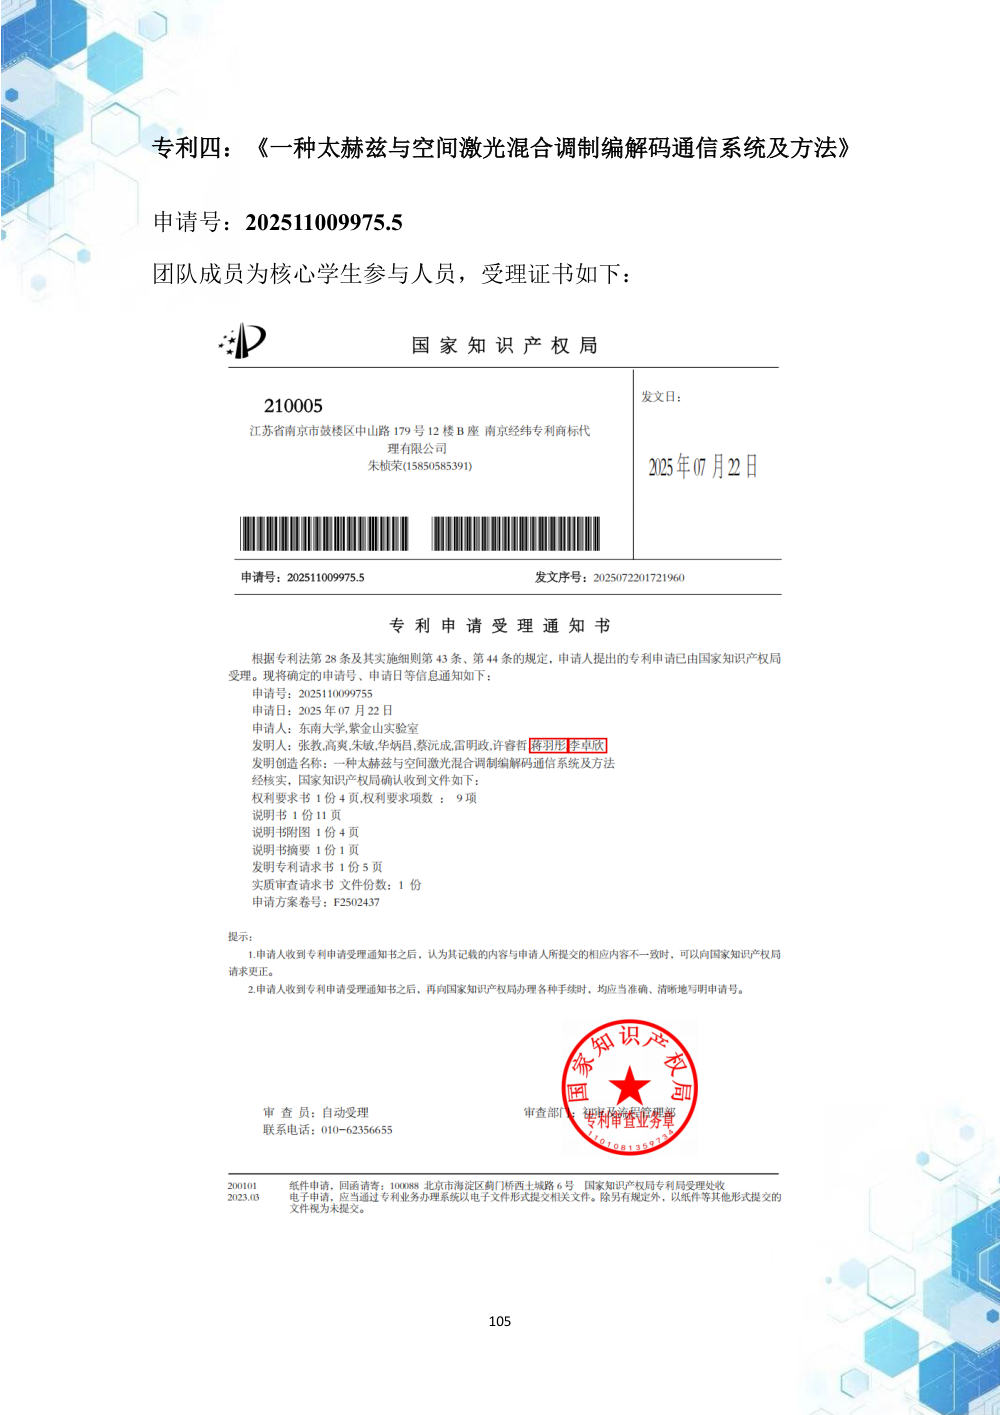 专利四：《一种太赫兹与空间激光混合调制编解码通信系统及方法》
申请号：202511009975.5
团队成员为核心学生参与人员，受理证书如下：
国家知识产权局
210005
江苏省南京市鼓楼区中山路 179 号 12 楼 B 座 南京经纬专利商标代
理有限公司
朱桢荣(15850585391)
发文日：
2025 年 07 月 22 日
申请号：202511009975.5
发文序号：2025072201721960
专利申请受理通知书
根据专利法第 28 条及其实施细则第 43 条、第 44 条的规定，申请人提出的专利申请已由国家知识产权局
受理。现将确定的申请号、申请日等信息通知如下：
申请号：2025110099755
申请日：2025 年 07 月 22 日
申请人：东南大学,紫金山实验室
发明人：张教,高爽,朱敏,华炳昌,蔡沅成,雷明政,许睿哲,蒋羽彤,李卓欣
发明创造名称：一种太赫兹与空间激光混合调制编解码通信系统及方法
经核实，国家知识产权局确认收到文件如下：
权利要求书 1 份 4 页,权利要求项数 ： 9 项
说明书 1 份 11 页
说明书附图 1 份 4 页
说明书摘要 1 份 1 页
发明专利请求书 1 份 5 页
实质审查请求书 文件份数：1 份
申请方案卷号：F2502437
提示：
1.申请人收到专利申请受理通知书之后，认为其记载的内容与申请人所提交的相应内容不一致时，可以向国家知识产权局
请求更正。
2.申请人收到专利申请受理通知书之后，再向国家知识产权局办理各种手续时，均应当准确、清晰地写明申请号。
国家知识产权局
审 查 员：自动受理
审查部门：初审及流程管理部
专利审查业务章
联系电话：010-62356655
1101081359734
200101 纸件申请，回函请寄：100088 北京市海淀区蓟门桥西土城路 6 号 国家知识产权局专利局受理处收
2023.03 电子申请，应当通过专利业务办理系统以电子文件形式提交相关文件。除另有规定外，以纸件等其他形式提交的
文件视为未提交。
105